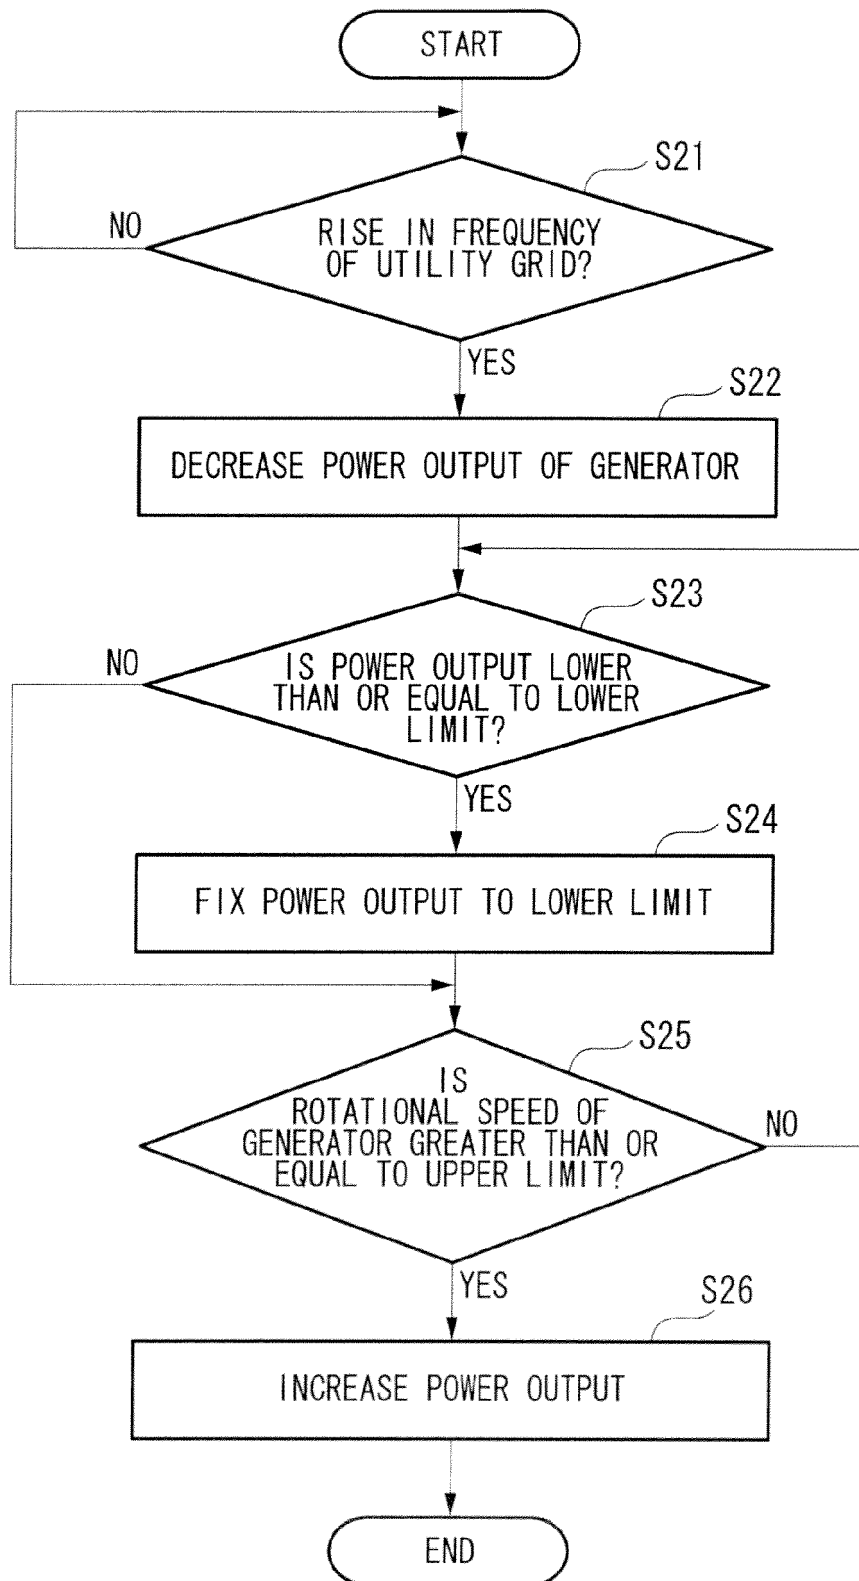 START
S21
NO
RISE IN FREQUENCY
OF UTILITY GRID?
YES
S22
DECREASE POWER OUTPUT OF GENERATOR
S23
NO
IS POWER OUTPUT LOWER
THAN OR EQUAL TO LOWER
LIMIT?
YES
S24
FIX POWER OUTPUT TO LOWER LIMIT
S25
IS
ROTATIONAL SPEED OF
GENERATOR GREATER THAN OR
EQUAL TO UPPER LIMIT?
NO
YES
S26
INCREASE POWER OUTPUT
END